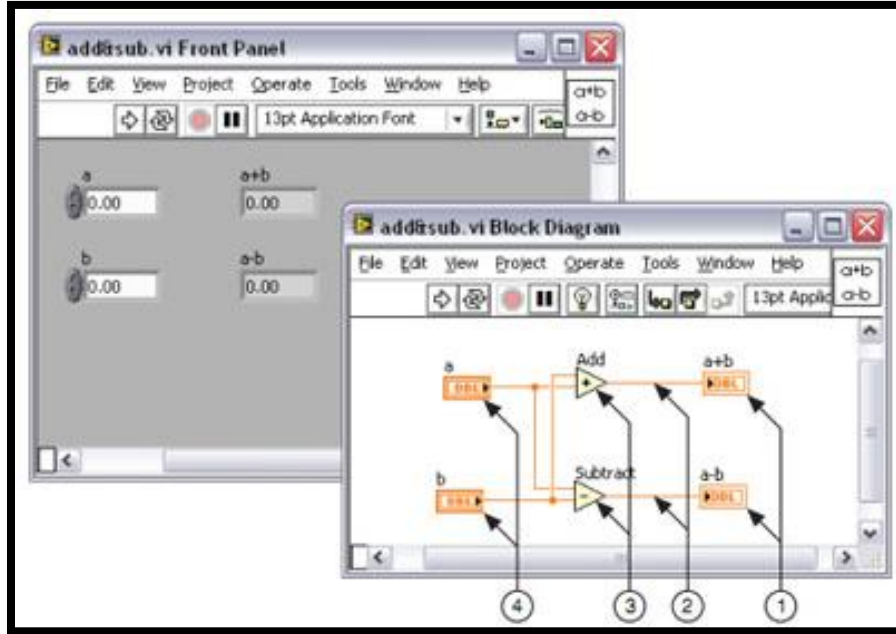 add&sub.vi Front Panel
File Edit View Project Operate Tools Window Help
13pt Application Font
a+b
a-b
a
0.00
a+b
0.00
b
0.00
a-b
0.00
add&sub.vi Block Diagram
File Edit View Project Operate Tools Window Help
13pt Applic
a+b
a-b
a
DBL
Add
+
a+b
DBL
b
DBL
Subtract
-
a-b
DBL
4 3 2 1